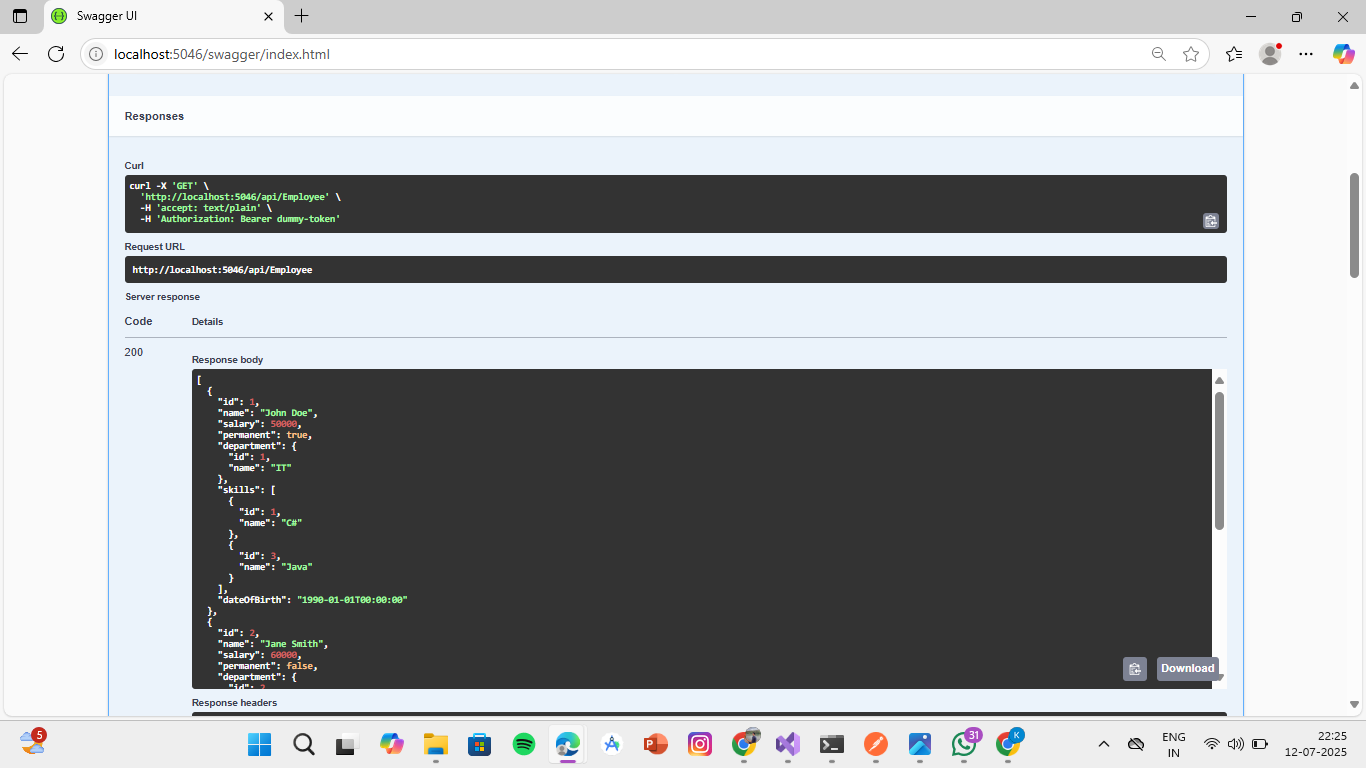 Swagger UI
localhost:5046/swagger/index.html
Responses
Curl
curl -X 'GET' \
  'http://localhost:5046/api/Employee' \
  -H 'accept: text/plain' \
  -H 'Authorization: Bearer dummy-token'
Request URL
http://localhost:5046/api/Employee
Server response
Code Details
200
Response body
[
  {
    "id": 1,
    "name": "John Doe",
    "salary": 50000,
    "permanent": true,
    "department": {
      "id": 1,
      "name": "IT"
    },
    "skills": [
      {
        "id": 1,
        "name": "C#"
      },
      {
        "id": 3,
        "name": "Java"
      }
    ],
    "dateOfBirth": "1990-01-01T00:00:00"
  },
  {
    "id": 2,
    "name": "Jane Smith",
    "salary": 60000,
    "permanent": false,
    "department": {
      "id": 2
Download
Response headers
5
31
K
ENG
IN
22:25
12-07-2025